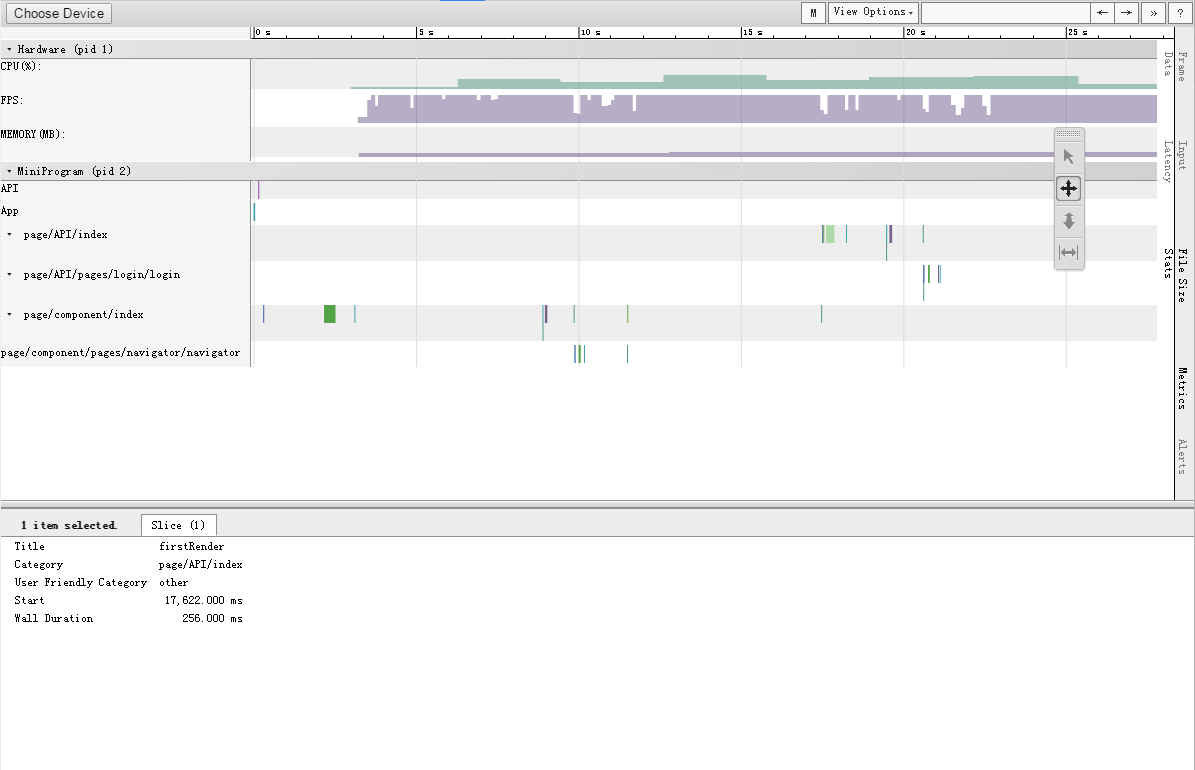 Choose Device
M
View Options▾
←
→
»
?
0 s
5 s
10 s
15 s
20 s
25 s
▾ Hardware (pid 1)
CPU(%):
FPS:
MEMORY(MB):
▾ MiniProgram (pid 2)
API
App
▾ page/API/index
▾ page/API/pages/login/login
▾ page/component/index
page/component/pages/navigator/navigator
Frame Data
Input Latency
File Size Stats
Metrics
Alerts
1 item selected.
Slice (1)
Title firstRender
Category page/API/index
User Friendly Category other
Start 17,622.000 ms
Wall Duration 256.000 ms